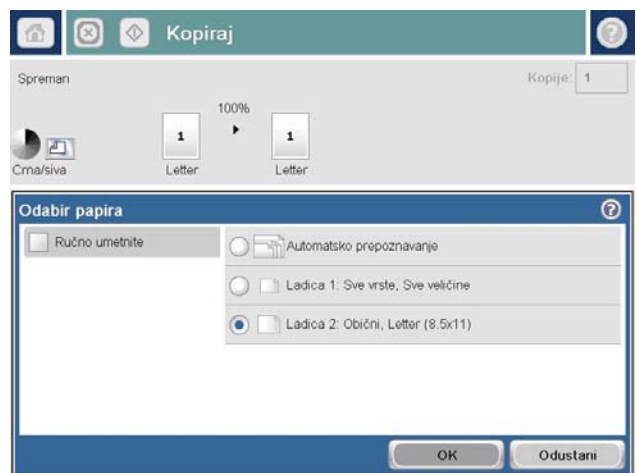 Kopiraj
Spreman
Kopije: 1
100%
1
1
Crna/siva
Letter
Letter
Odabir papira
Ručno umetnite
Automatsko prepoznavanje
Ladica 1: Sve vrste, Sve veličine
Ladica 2: Obični, Letter (8.5x11)
OK
Odustani